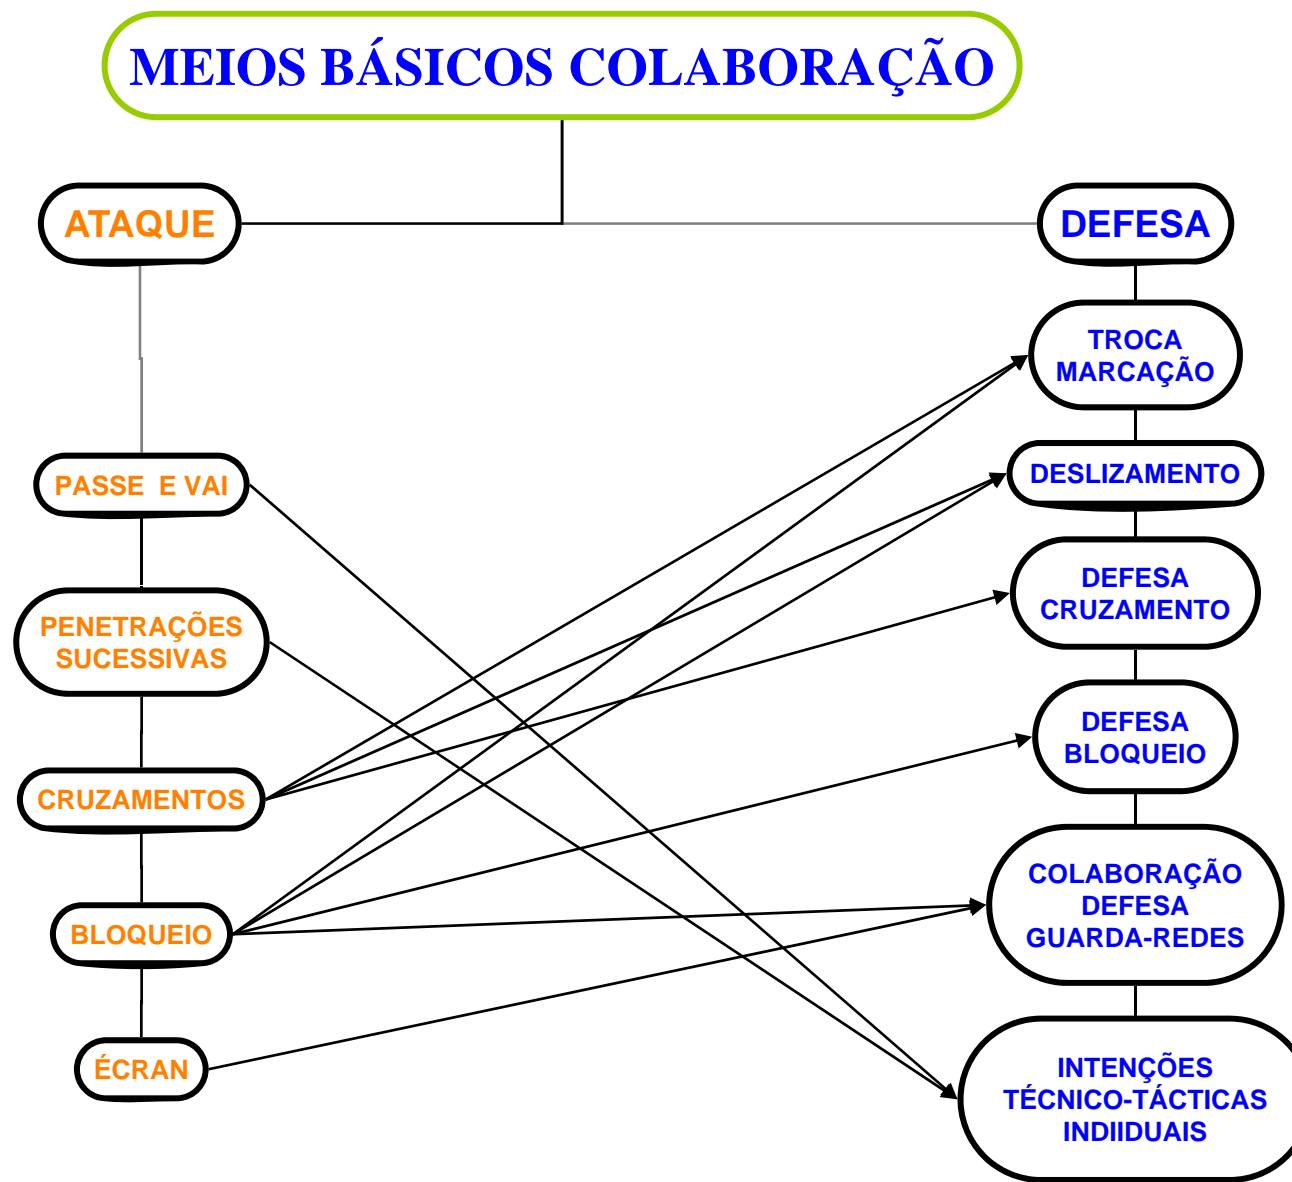 MEIOS BÁSICOS COLABORAÇÃO
ATAQUE
DEFESA
PASSE E VAI
PENETRAÇÕES
SUCESSIVAS
CRUZAMENTOS
BLOQUEIO
ÉCRAN
TROCA
MARCAÇÃO
DESLIZAMENTO
DEFESA
CRUZAMENTO
DEFESA
BLOQUEIO
COLABORAÇÃO
DEFESA
GUARDA-REDES
INTENÇÕES
TÉCNICO-TÁCTICAS
INDIIDUAIS